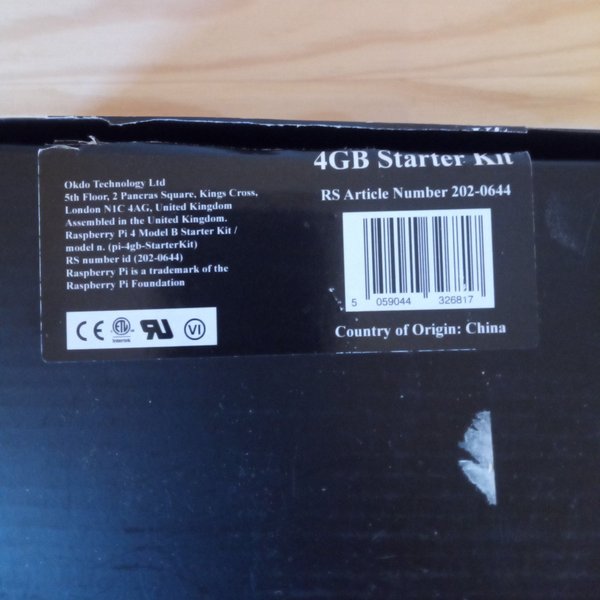 4GB Starter Kit
RS Article Number 202-0644
Okdo Technology Ltd
5th Floor, 2 Pancras Square, Kings Cross,
London N1C 4AG, United Kingdom
Assembled in the United Kingdom.
Raspberry Pi 4 Model B Starter Kit /
model n. (pi-4gb-StarterKit)
RS number id (202-0644)
Raspberry Pi is a trademark of the
Raspberry Pi Foundation
5 059044 326817
CE ETL Intertek UR VI
Country of Origin: China